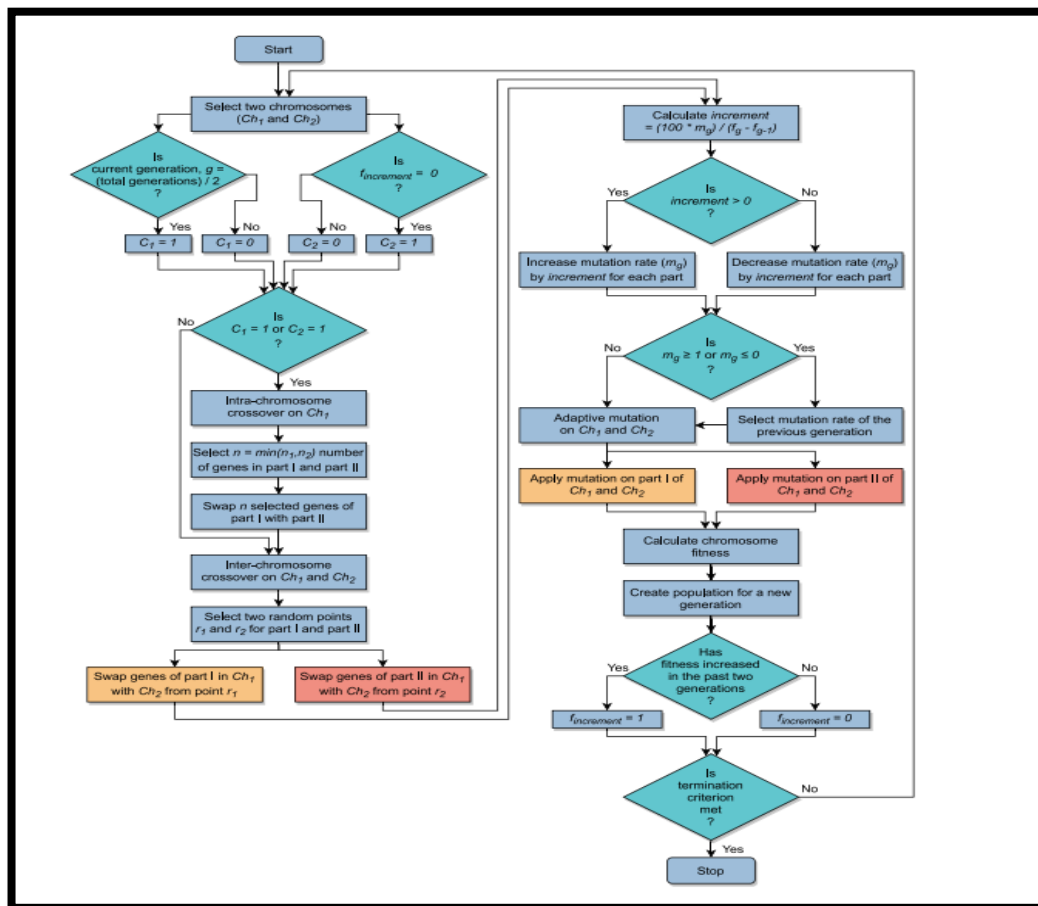 Start
Select two chromosomes
(Ch₁ and Ch₂)
Is
current generation, g =
(total generations) / 2
?
Is
f_increment = 0
?
Yes
No
No
Yes
C₁ = 1
C₁ = 0
C₂ = 0
C₂ = 1
Is
C₁ = 1 or C₂ = 1
?
No
Yes
Intra-chromosome
crossover on Ch₁
Select n = min(n₁,n₂) number
of genes in part I and part II
Swap n selected genes of
part I with part II
Inter-chromosome
crossover on Ch₁ and Ch₂
Select two random points
r₁ and r₂ for part I and part II
Swap genes of part I in Ch₁
with Ch₂ from point r₁
Swap genes of part II in Ch₁
with Ch₂ from point r₂
Calculate increment
= (100 * m_g) / (f_g - f_g-1)
Is
increment > 0
?
Yes
No
Increase mutation rate (m_g)
by increment for each part
Decrease mutation rate (m_g)
by increment for each part
Is
m_g ≥ 1 or m_g ≤ 0
?
No
Yes
Adaptive mutation
on Ch₁ and Ch₂
Select mutation rate of the
previous generation
Apply mutation on part I of
Ch₁ and Ch₂
Apply mutation on part II of
Ch₁ and Ch₂
Calculate chromosome
fitness
Create population for a new
generation
Has
fitness increased
in the past two
generations
?
Yes
No
f_increment = 1
f_increment = 0
Is
termination
criterion
met
?
No
Yes
Stop